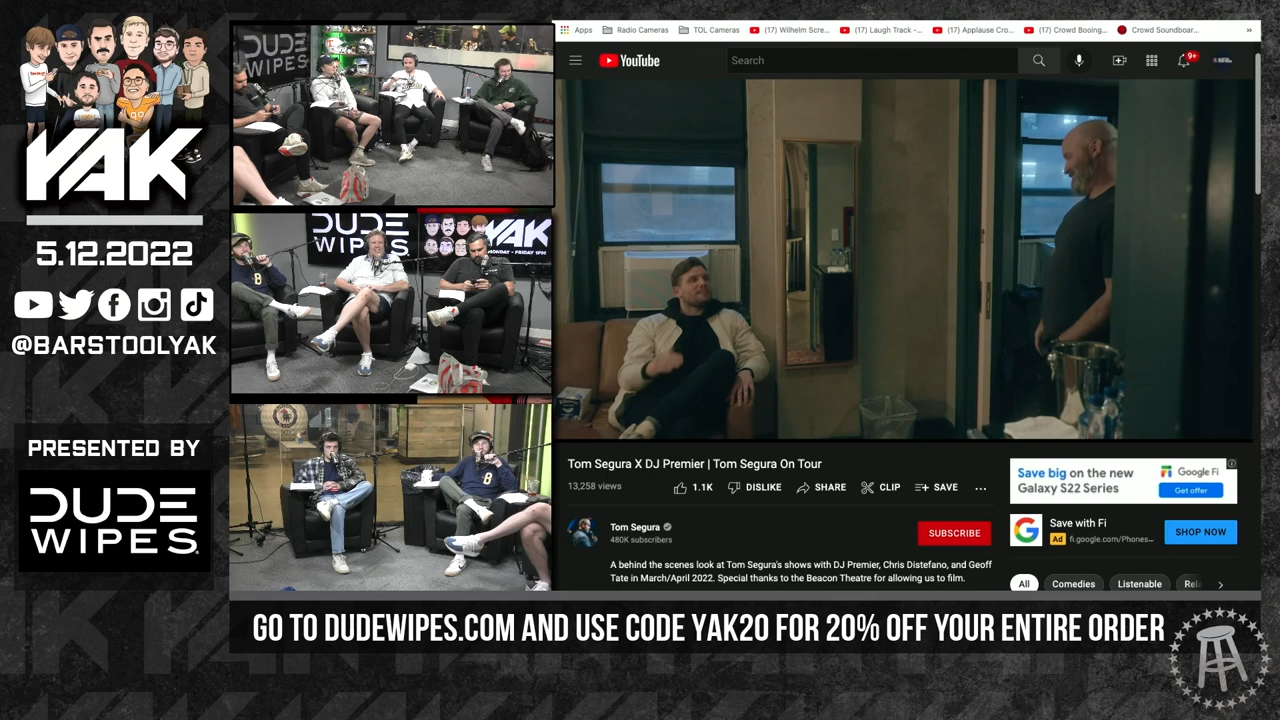 YAK
5.12.2022
@BARSTOOLYAK
PRESENTED BY
DUDE
WIPES
DUDE
WIPES
DUDE
WIPES
YAK
MONDAY - FRIDAY 1PM
Apps
Radio Cameras
TOL Cameras
(17) Wilhelm Scre...
(17) Laugh Track -...
(17) Applause Cro...
(17) Crowd Booing...
Crowd Soundboar...
»
YouTube
Search
9+
Tom Segura X DJ Premier | Tom Segura On Tour
13,258 views
1.1K
DISLIKE
SHARE
CLIP
SAVE
...
Tom Segura
480K subscribers
SUBSCRIBE
A behind the scenes look at Tom Segura's shows with DJ Premier, Chris Distefano, and Geoff
Tate in March/April 2022. Special thanks to the Beacon Theatre for allowing us to film.
Save big on the new
Galaxy S22 Series
Google Fi
Get offer
Save with Fi
Ad fi.google.com/Phones...
SHOP NOW
All
Comedies
Listenable
GO TO DUDEWIPES.COM AND USE CODE YAK20 FOR 20% OFF YOUR ENTIRE ORDER